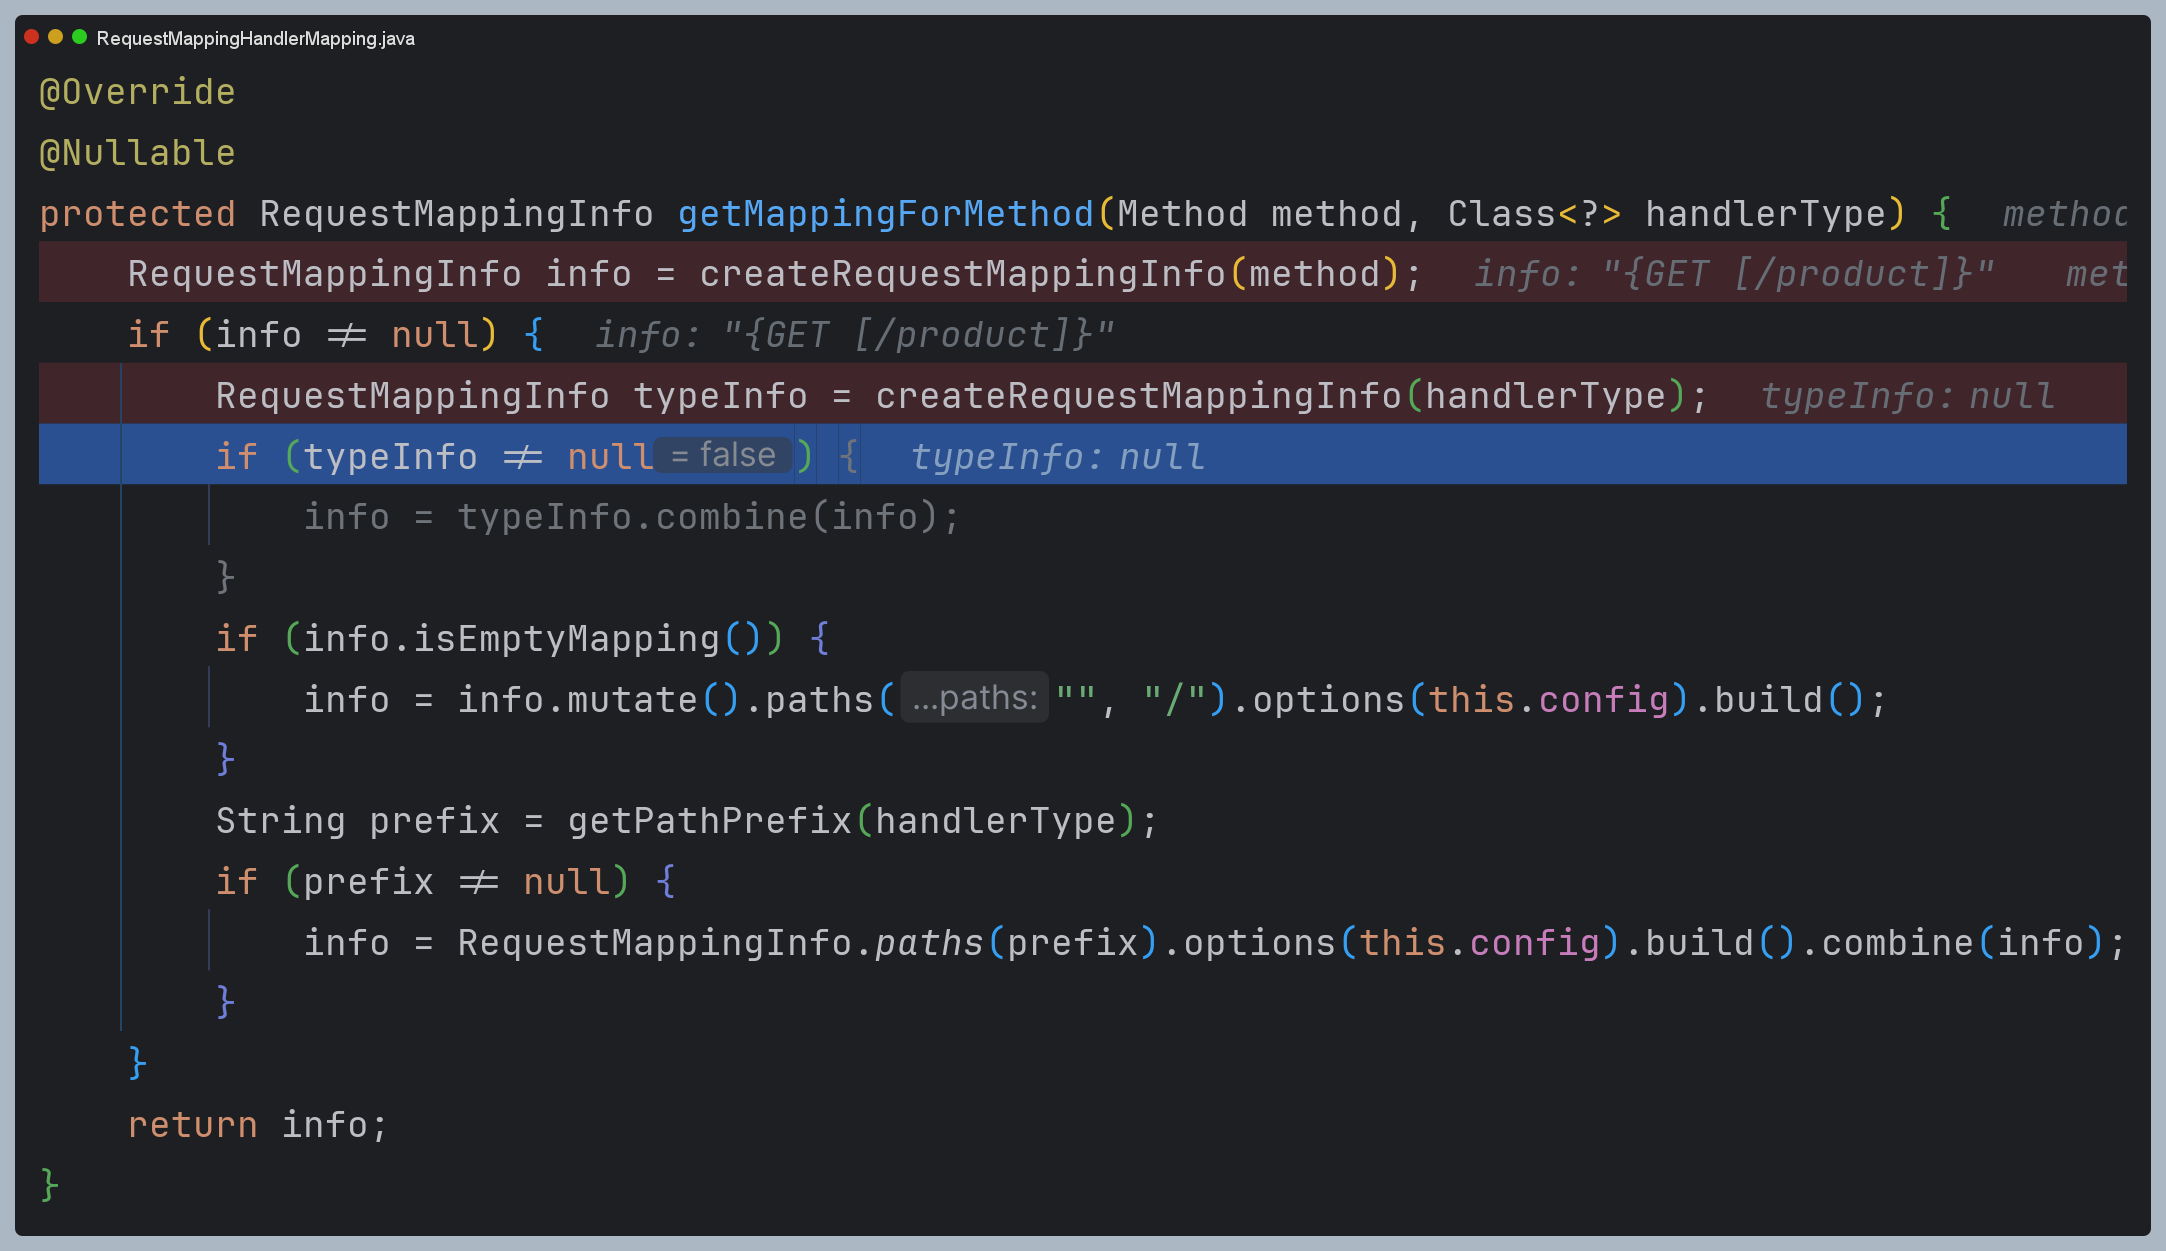 RequestMappingHandlerMapping.java
@Override
@Nullable
protected RequestMappingInfo getMappingForMethod(Method method, Class<?> handlerType) {
RequestMappingInfo info = createRequestMappingInfo(method); info: "{GET [/product]}" met
if (info ≠ null) { info: "{GET [/product]}"
RequestMappingInfo typeInfo = createRequestMappingInfo(handlerType); typeInfo: null
if (typeInfo ≠ null = false ) { typeInfo: null
info = typeInfo.combine(info);
}
if (info.isEmptyMapping()) {
info = info.mutate().paths( ...paths: "", "/").options(this.config).build();
}
String prefix = getPathPrefix(handlerType);
if (prefix ≠ null) {
info = RequestMappingInfo.paths(prefix).options(this.config).build().combine(info);
}
}
return info;
}